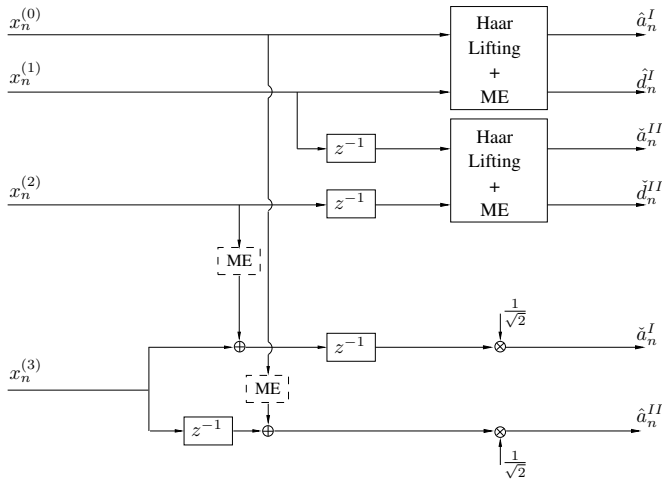 x_n^{(0)}
Haar
Lifting
+
ME
\hat{a}_n^I
x_n^{(1)}
\hat{d}_n^I
z^{-1}
Haar
Lifting
+
ME
\check{a}_n^{II}
x_n^{(2)}
z^{-1}
\check{d}_n^{II}
ME
\frac{1}{\sqrt{2}}
⊕
z^{-1}
⊗
\check{a}_n^I
x_n^{(3)}
ME
z^{-1}
⊕
⊗
\hat{a}_n^{II}
\frac{1}{\sqrt{2}}